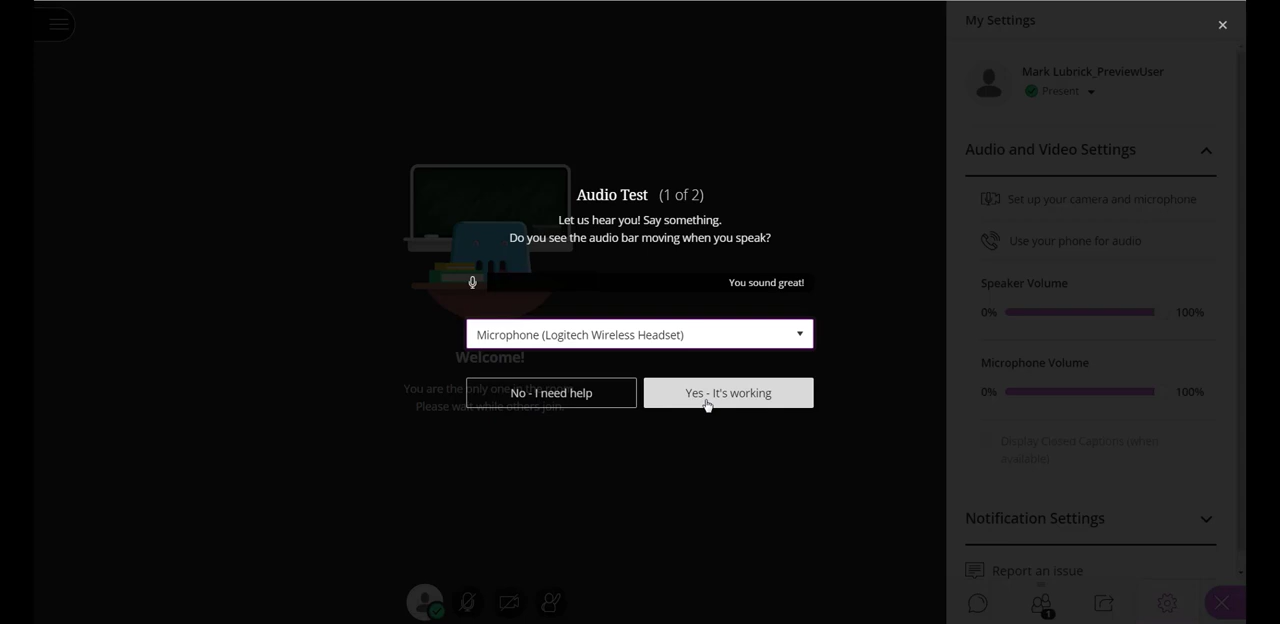 My Settings
Mark Lubrick_PreviewUser
Present
Audio and Video Settings
Set up your camera and microphone
Use your phone for audio
Speaker Volume
0% 100%
Microphone Volume
0% 100%
Display Closed Captions (when
available)
Notification Settings
Report an issue
1
Audio Test (1 of 2)
Let us hear you! Say something.
Do you see the audio bar moving when you speak?
You sound great!
Microphone (Logitech Wireless Headset)
Welcome!
You are the only one in the room.
Please wait while others join.
No - I need help
Yes - It's working